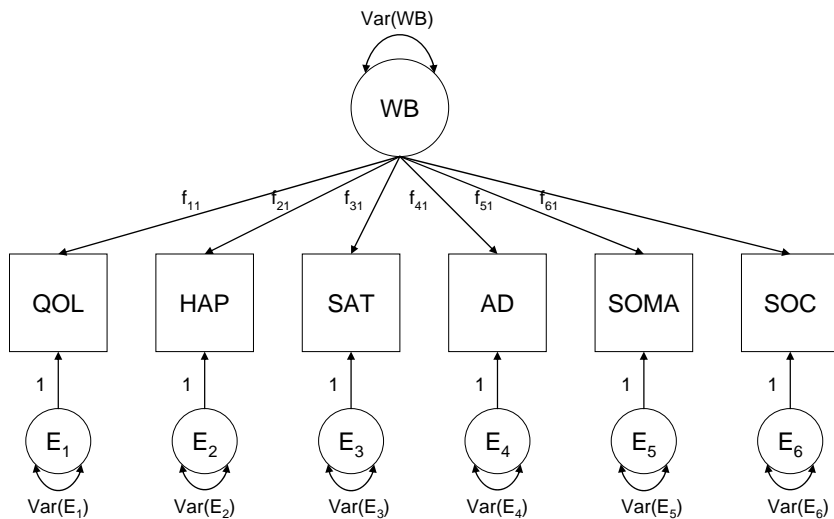 Var(WB)
WB
f₁₁ f₂₁ f₃₁ f₄₁ f₅₁ f₆₁
QOL HAP SAT AD SOMA SOC
1 1 1 1 1 1
E₁ E₂ E₃ E₄ E₅ E₆
Var(E₁) Var(E₂) Var(E₃) Var(E₄) Var(E₅) Var(E₆)